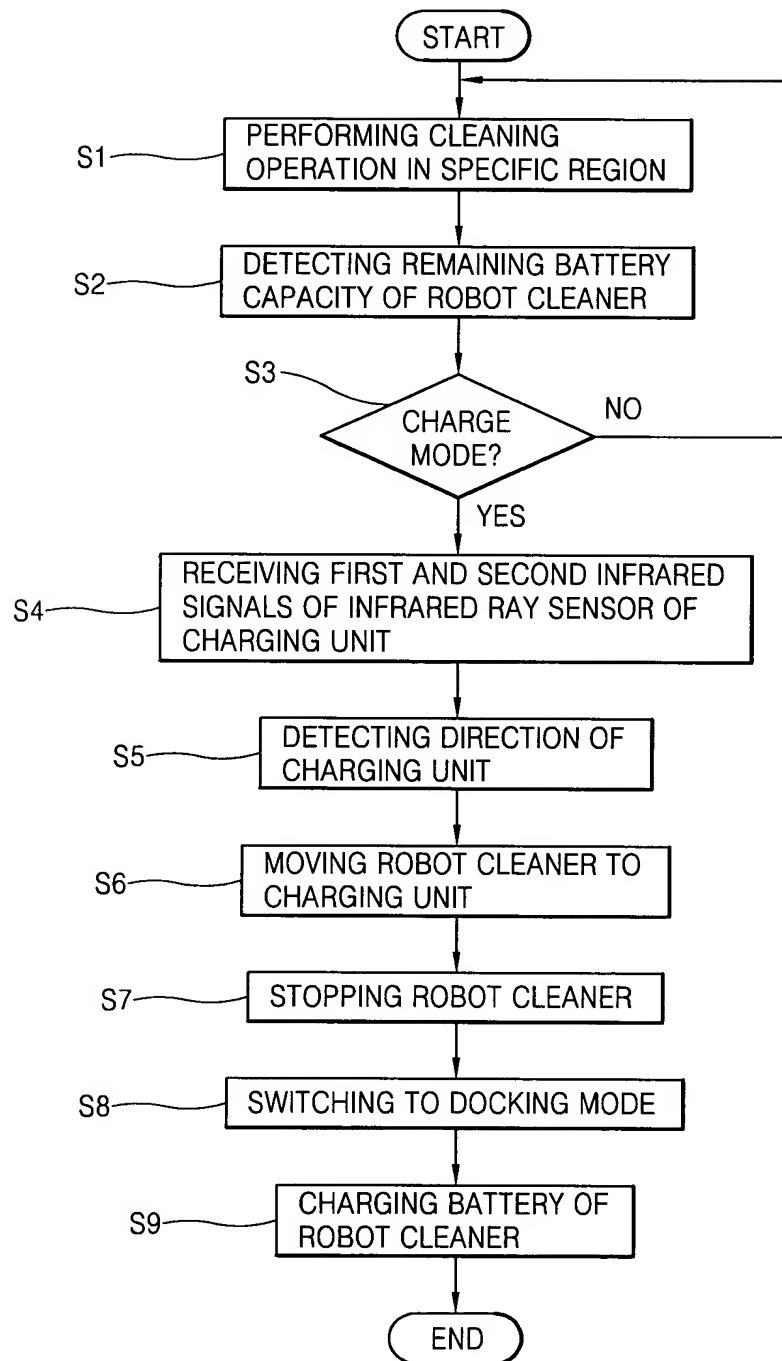 START
S1
PERFORMING CLEANING
OPERATION IN SPECIFIC REGION
S2
DETECTING REMAINING BATTERY
CAPACITY OF ROBOT CLEANER
S3
CHARGE
MODE?
NO
YES
S4
RECEIVING FIRST AND SECOND INFRARED
SIGNALS OF INFRARED RAY SENSOR OF
CHARGING UNIT
S5
DETECTING DIRECTION OF
CHARGING UNIT
S6
MOVING ROBOT CLEANER TO
CHARGING UNIT
S7
STOPPING ROBOT CLEANER
S8
SWITCHING TO DOCKING MODE
S9
CHARGING BATTERY OF
ROBOT CLEANER
END